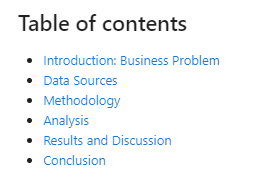 Table of contents
Introduction: Business Problem
Data Sources
Methodology
Analysis
Results and Discussion
Conclusion